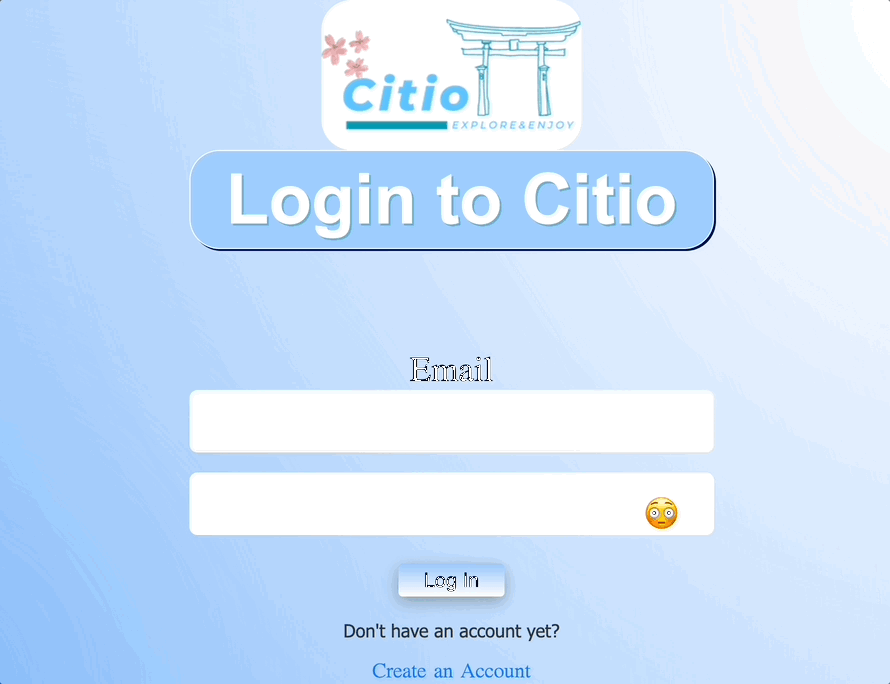 Citio
EXPLORE&ENJOY
Login to Citio
Email
Log In
Don't have an account yet?
Create an Account